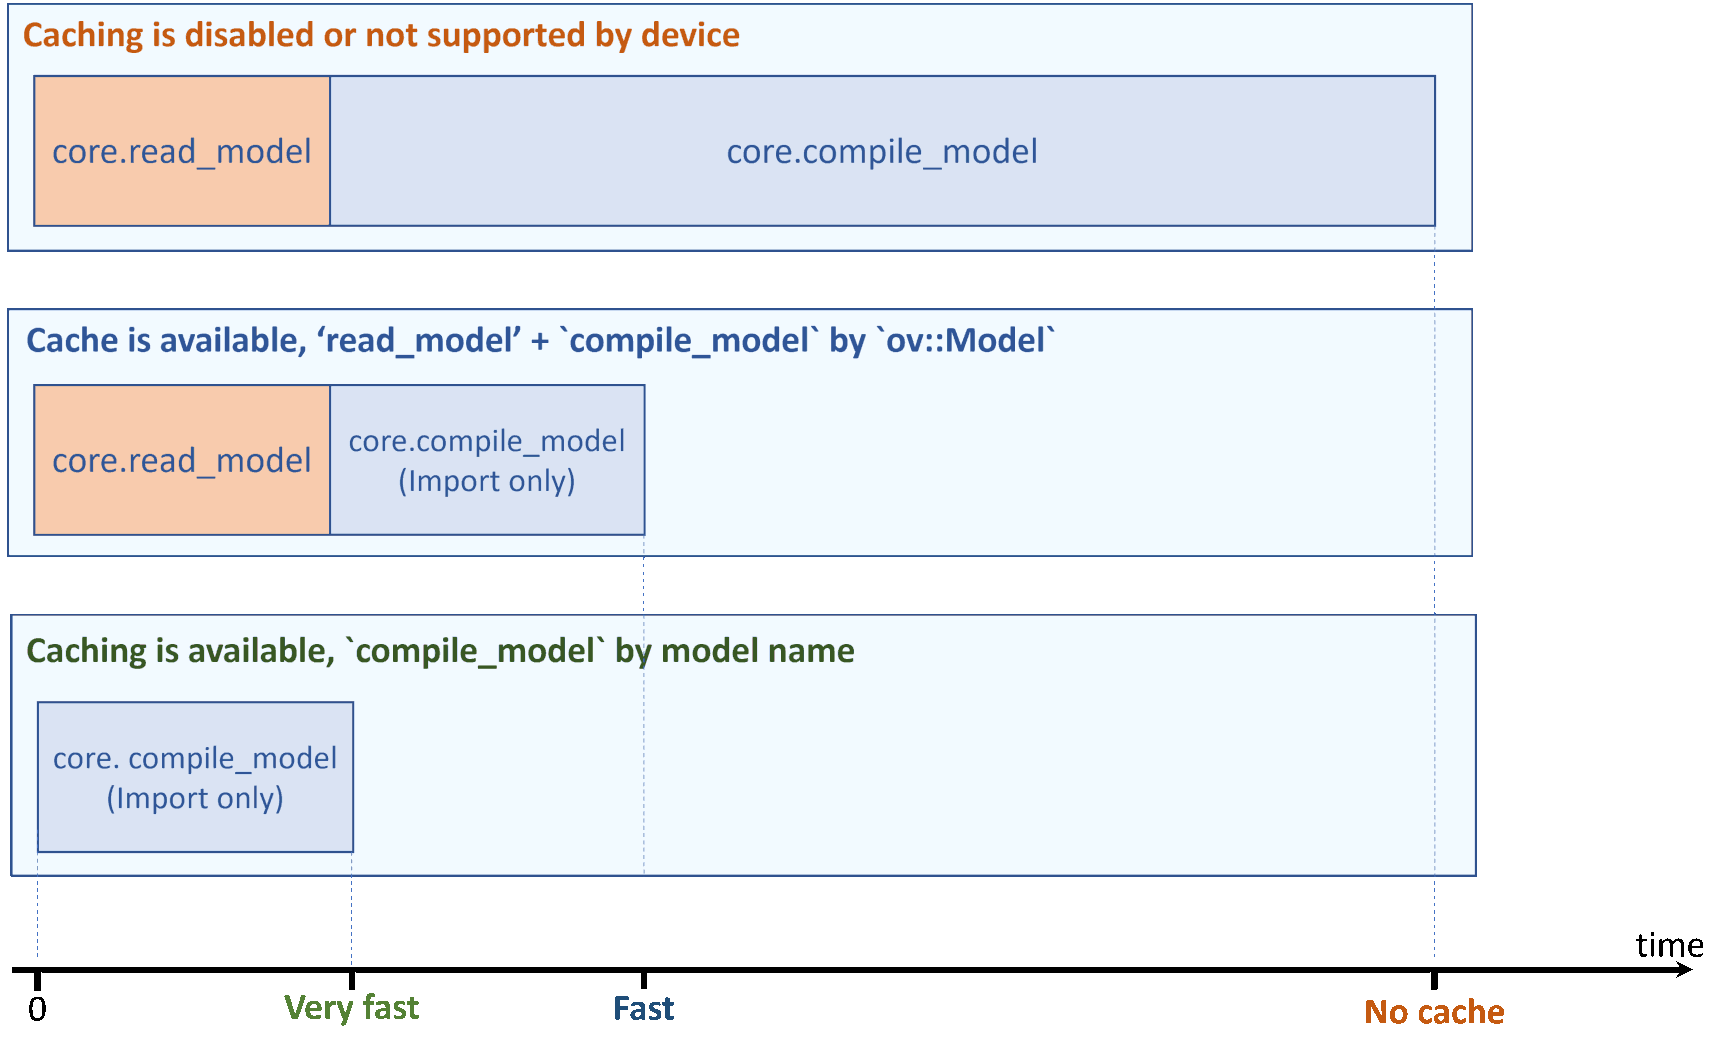 Caching is disabled or not supported by device
core.read_model
core.compile_model
Cache is available, ‘read_model’ + `compile_model` by `ov::Model`
core.read_model
core.compile_model
(Import only)
Caching is available, `compile_model` by model name
core. compile_model
(Import only)
time
0
Very fast
Fast
No cache